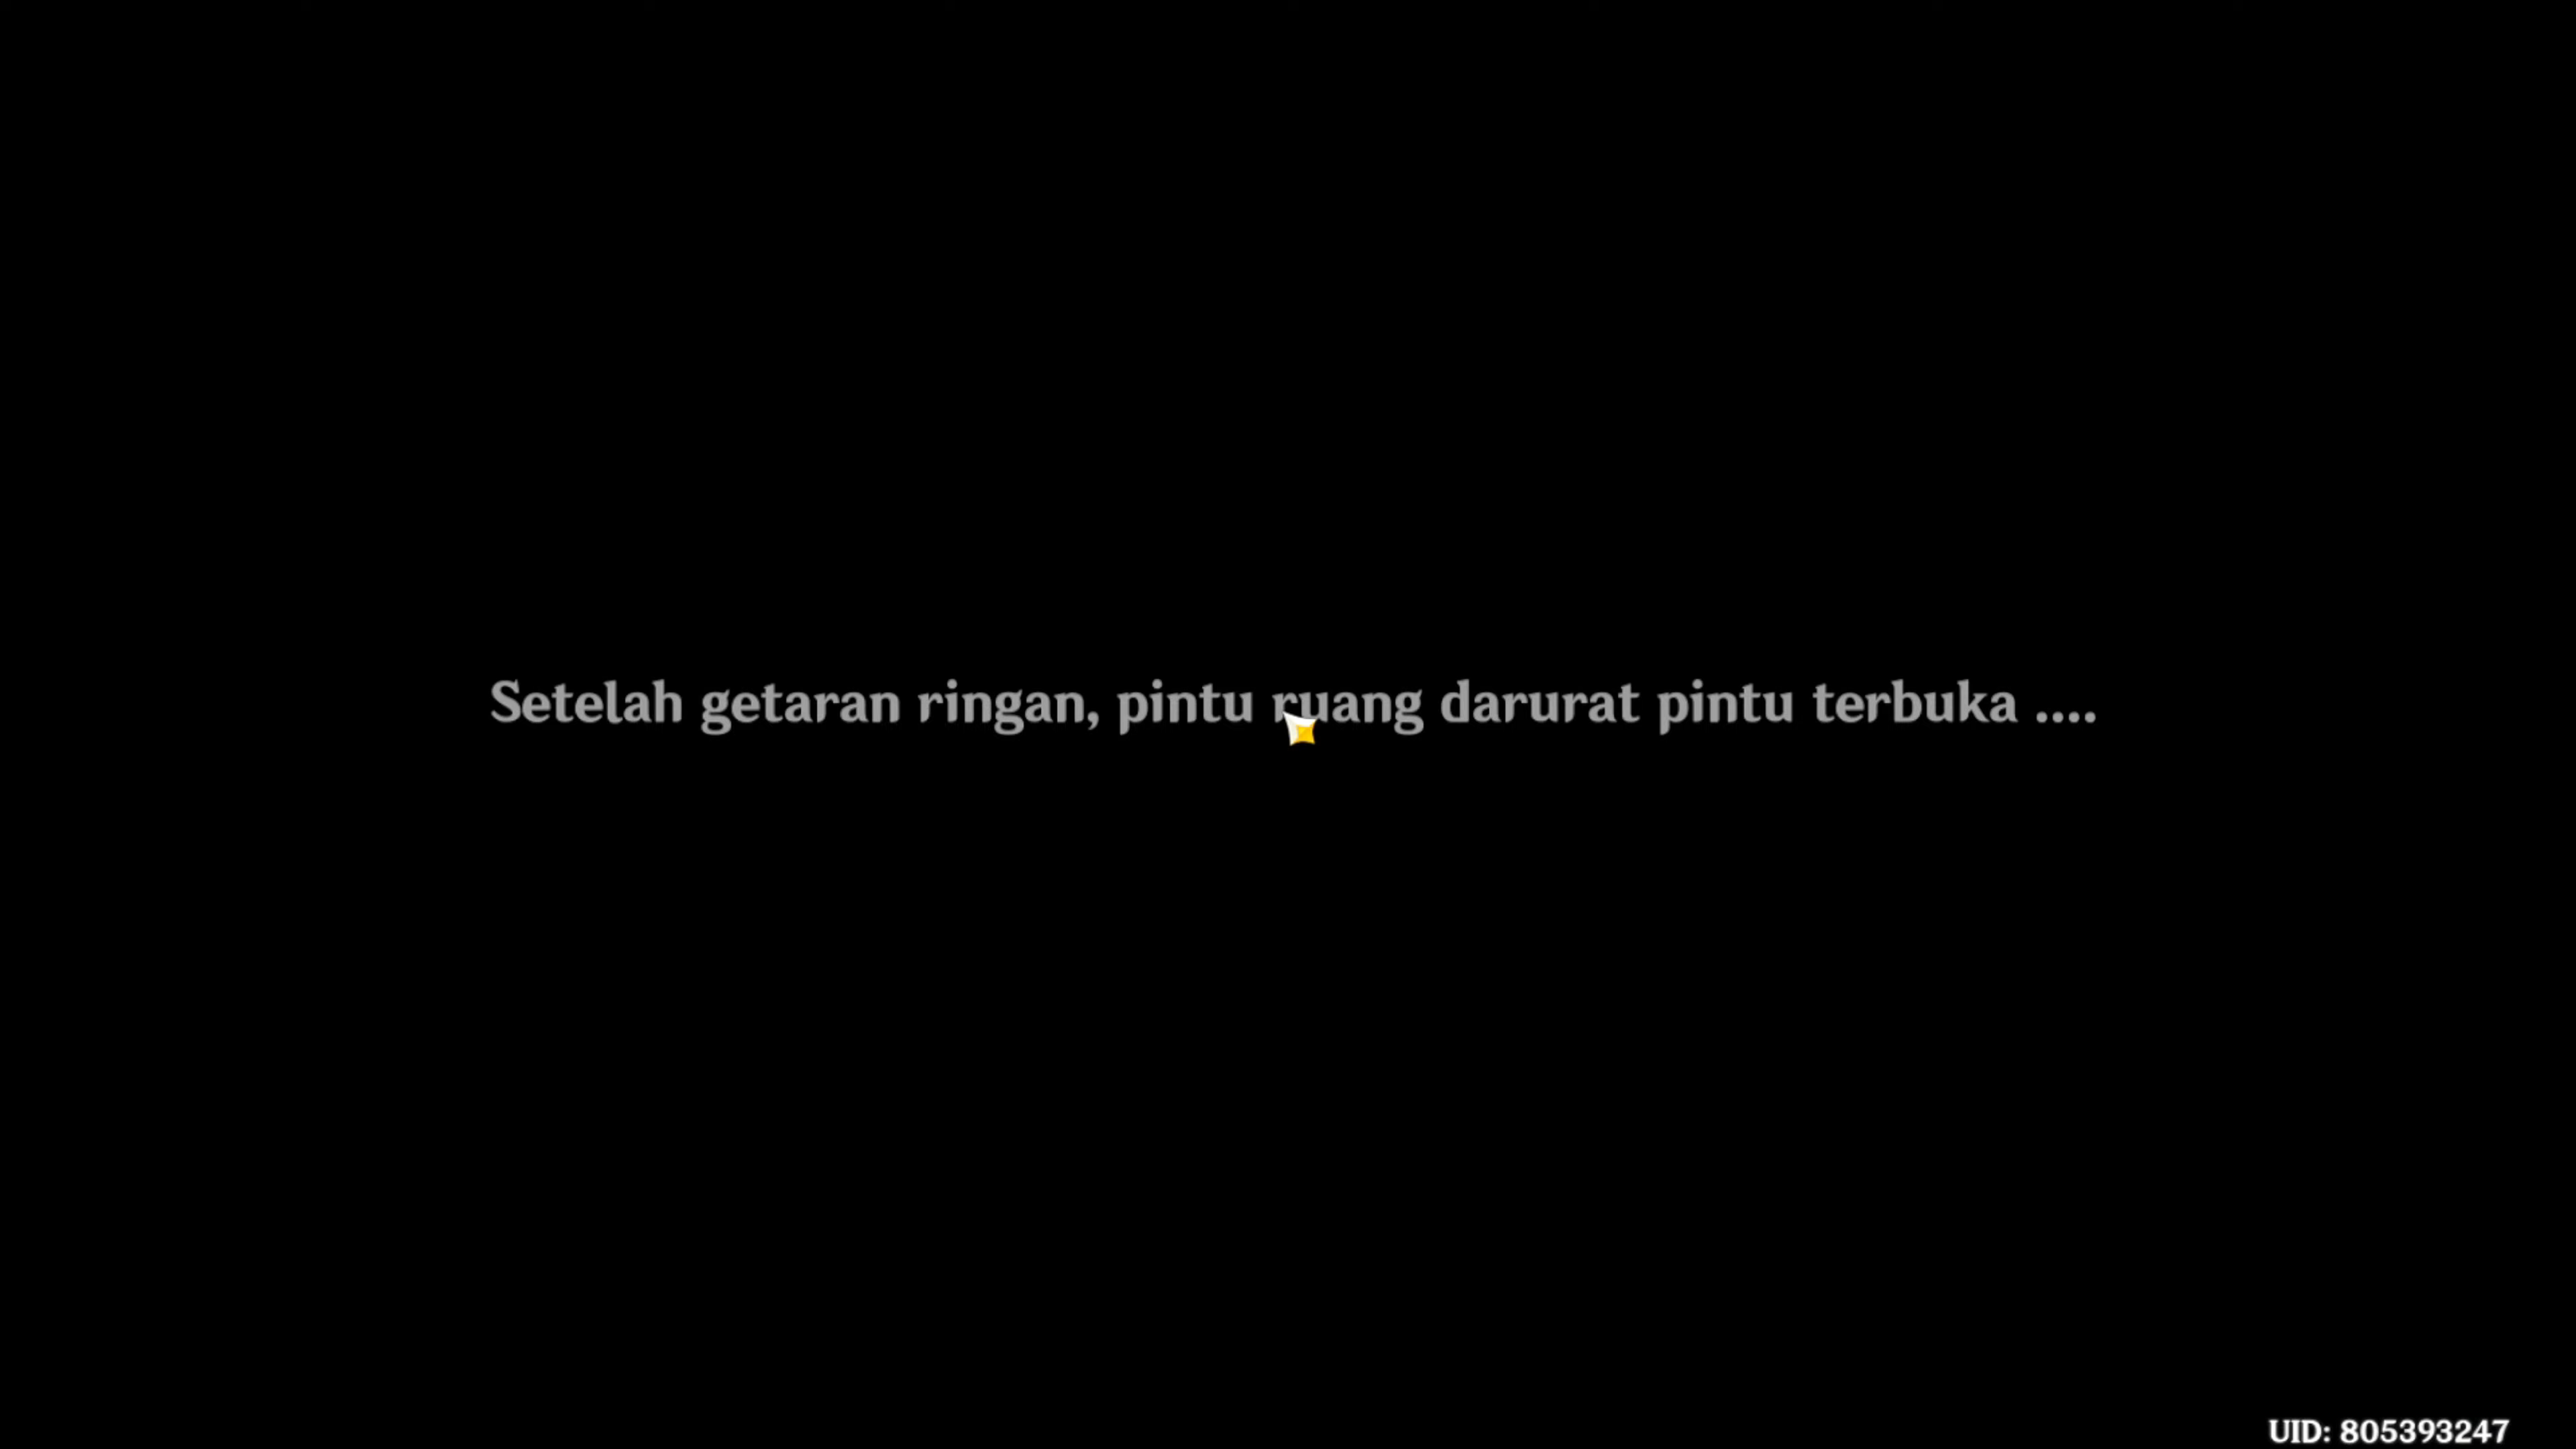 Setelah getaran ringan, pintu ruang darurat pintu terbuka ....
UID: 805393247